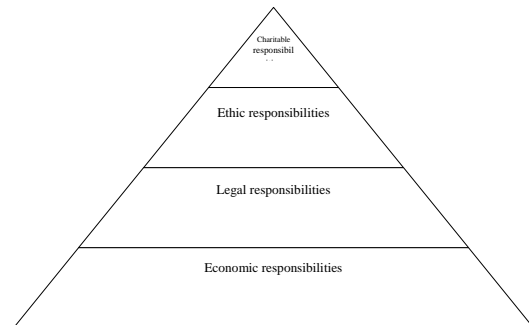 Charitable
responsibil
Ethic responsibilities
Legal responsibilities
Economic responsibilities